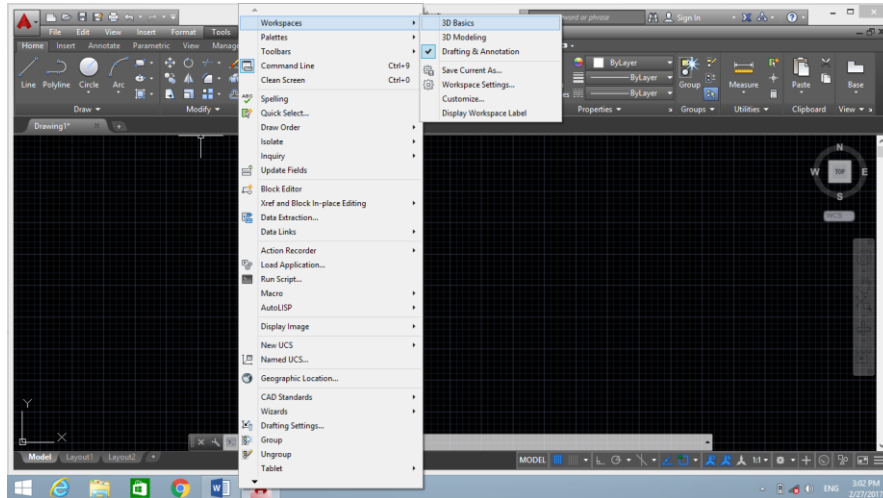 Sign In
File Edit View Insert Format Tools
Home Insert Annotate Parametric View Manage
Line Polyline Circle Arc
Draw
Modify
Drawing1*
Workspaces
Palettes
Toolbars
Command Line Ctrl+9
Clean Screen Ctrl+0
Spelling
Quick Select...
Draw Order
Isolate
Inquiry
Update Fields
Block Editor
Xref and Block In-place Editing
Data Extraction...
Data Links
Action Recorder
Load Application...
Run Script...
Macro
AutoLISP
Display Image
New UCS
Named UCS...
Geographic Location...
CAD Standards
Wizards
Drafting Settings...
Group
Ungroup
Tablet
3D Basics
3D Modeling
Drafting & Annotation
Save Current As...
Workspace Settings...
Customize...
Display Workspace Label
ByLayer
ByLayer
ByLayer
Group
Measure
Paste
Base
Properties
Groups
Utilities
Clipboard
View
N
W TOP E
S
WCS
Y
X
Model Layout1 Layout2 +
MODEL
1:1
ENG
3:02 PM